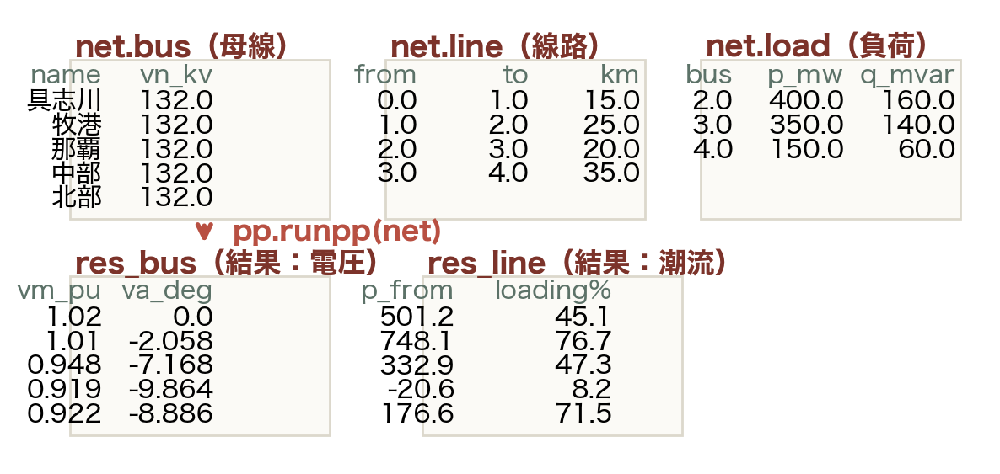 net.bus（母線）
name vn_kv
具志川 132.0
牧港 132.0
那覇 132.0
中部 132.0
北部 132.0
net.line（線路）
from to km
0.0 1.0 15.0
1.0 2.0 25.0
2.0 3.0 20.0
3.0 4.0 35.0
net.load（負荷）
bus p_mw q_mvar
2.0 400.0 160.0
3.0 350.0 140.0
4.0 150.0 60.0
pp.runpp(net)
res_bus（結果：電圧）
vm_pu va_deg
1.02 0.0
1.01 -2.058
0.948 -7.168
0.919 -9.864
0.922 -8.886
res_line（結果：潮流）
p_from loading%
501.2 45.1
748.1 76.7
332.9 47.3
-20.6 8.2
176.6 71.5